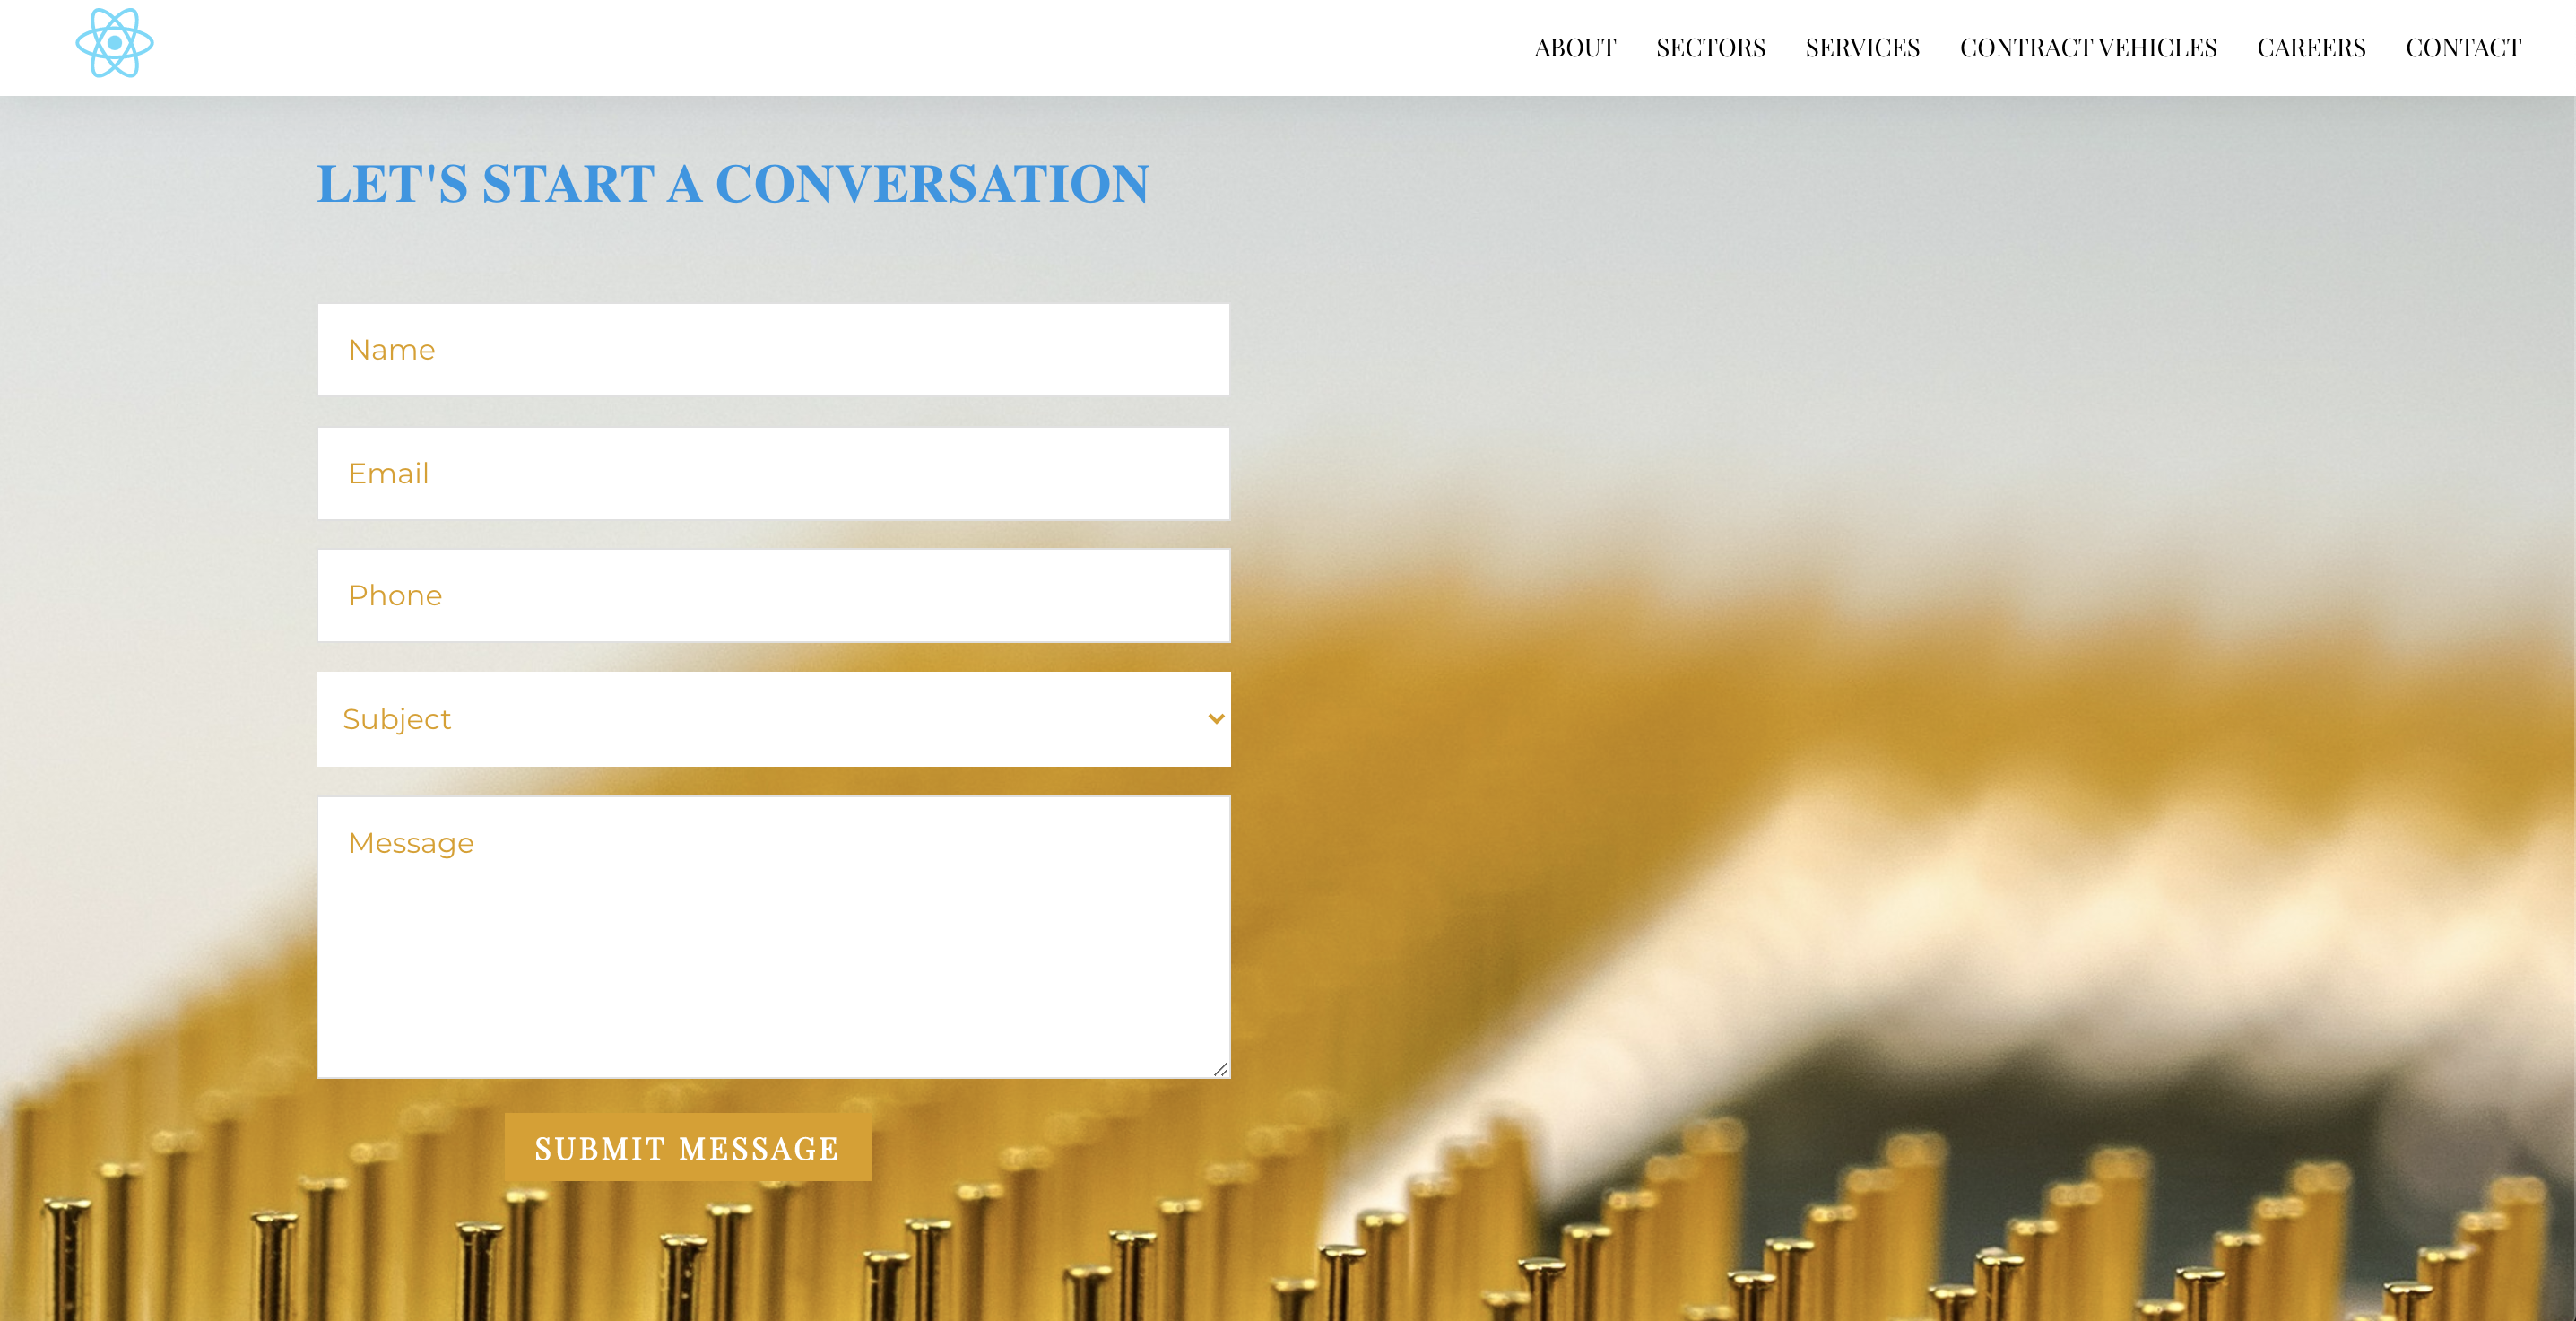 ABOUT SECTORS SERVICES CONTRACT VEHICLES CAREERS CONTACT
LET'S START A CONVERSATION
Name
Email
Phone
Subject
Message
SUBMIT MESSAGE